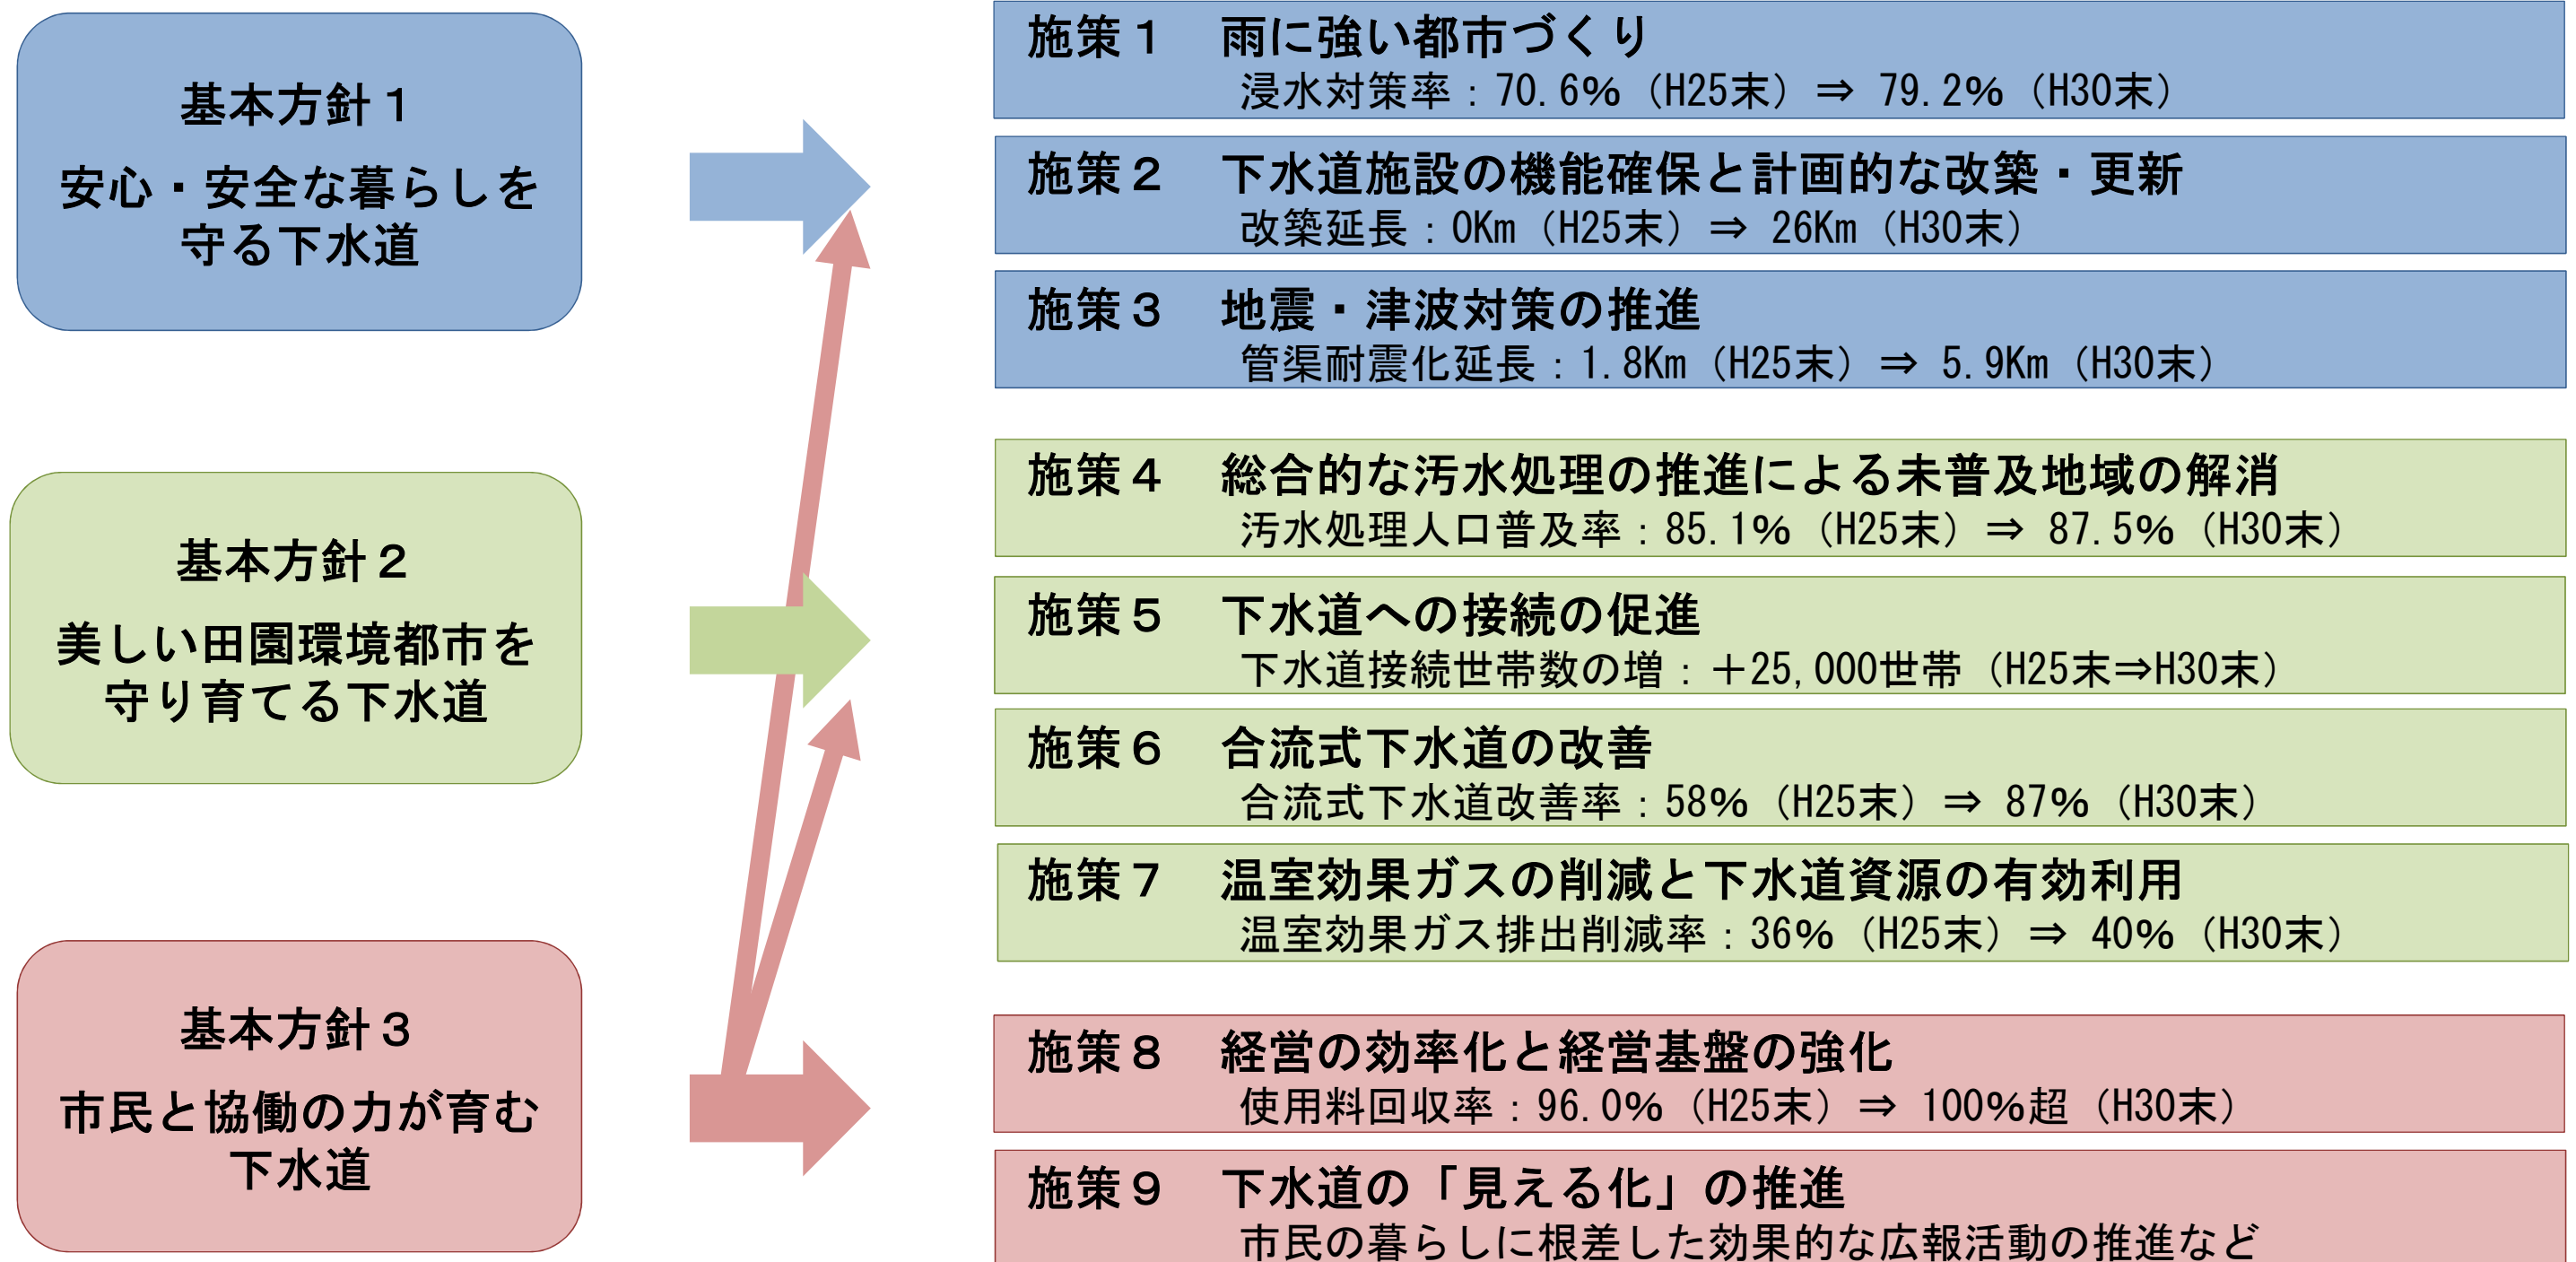 基本方針１
安心・安全な暮らしを
守る下水道
施策１　雨に強い都市づくり
浸水対策率：70.6%（H25末）⇒ 79.2%（H30末）
施策２　下水道施設の機能確保と計画的な改築・更新
改築延長：0Km（H25末）⇒ 26Km（H30末）
施策３　地震・津波対策の推進
管渠耐震化延長：1.8Km（H25末）⇒ 5.9Km（H30末）
基本方針２
美しい田園環境都市を
守り育てる下水道
施策４　総合的な汚水処理の推進による未普及地域の解消
汚水処理人口普及率：85.1%（H25末）⇒ 87.5%（H30末）
施策５　下水道への接続の促進
下水道接続世帯数の増：＋25,000世帯（H25末⇒H30末）
施策６　合流式下水道の改善
合流式下水道改善率：58%（H25末）⇒ 87%（H30末）
施策７　温室効果ガスの削減と下水道資源の有効利用
温室効果ガス排出削減率：36%（H25末）⇒ 40%（H30末）
基本方針３
市民と協働の力が育む
下水道
施策８　経営の効率化と経営基盤の強化
使用料回収率：96.0%（H25末）⇒ 100%超（H30末）
施策９　下水道の「見える化」の推進
市民の暮らしに根差した効果的な広報活動の推進など